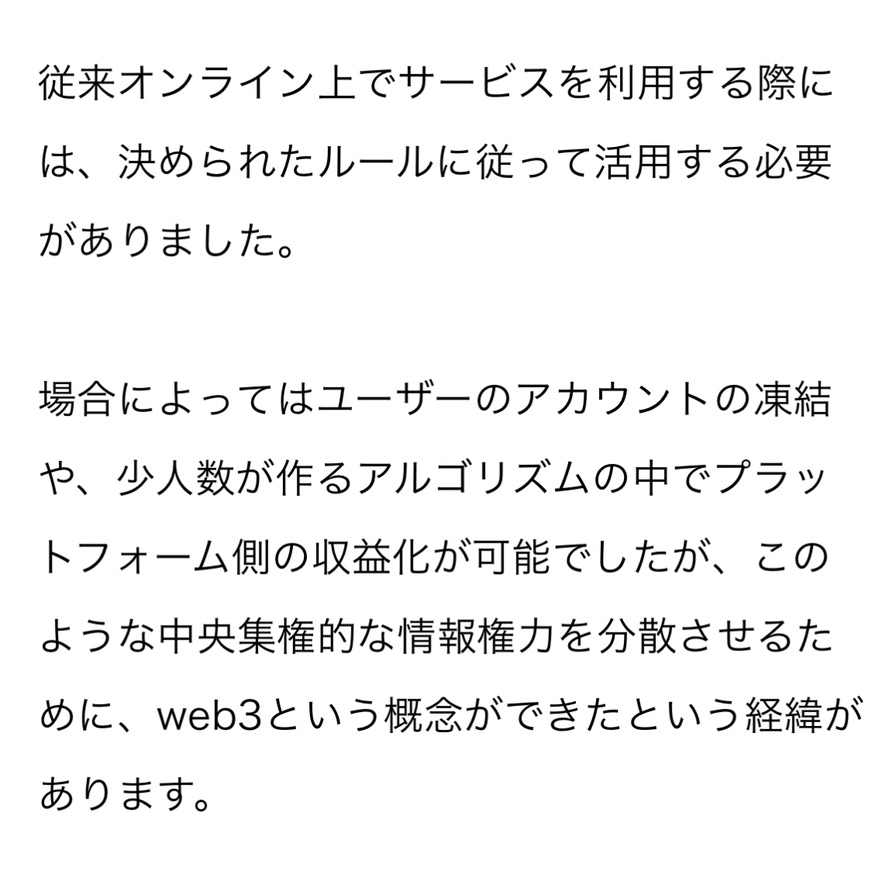 従来オンライン上でサービスを利用する際に
は、決められたルールに従って活用する必要
がありました。
場合によってはユーザーのアカウントの凍結
や、少人数が作るアルゴリズムの中でプラッ
トフォーム側の収益化が可能でしたが、この
ような中央集権的な情報権力を分散させるた
めに、web3という概念ができたという経緯が
あります。